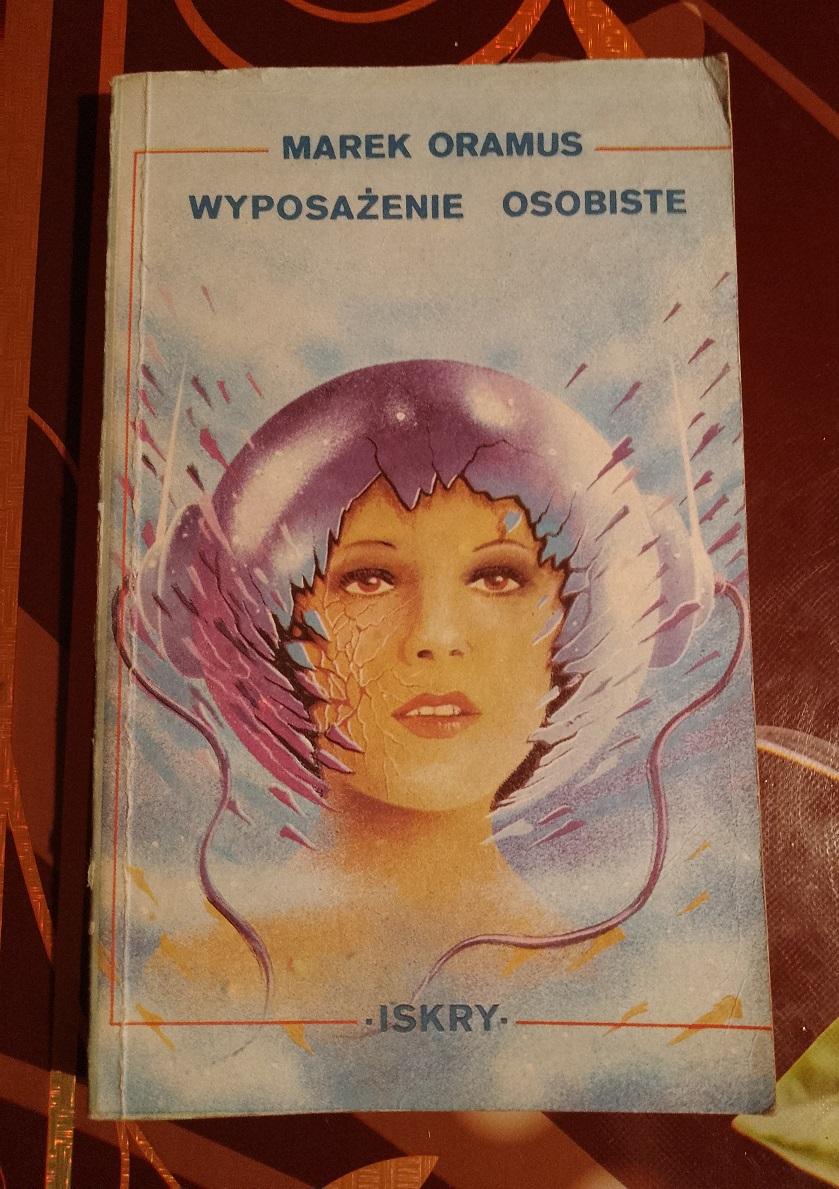 MAREK ORAMUS
WYPOSAŻENIE OSOBISTE
·ISKRY·